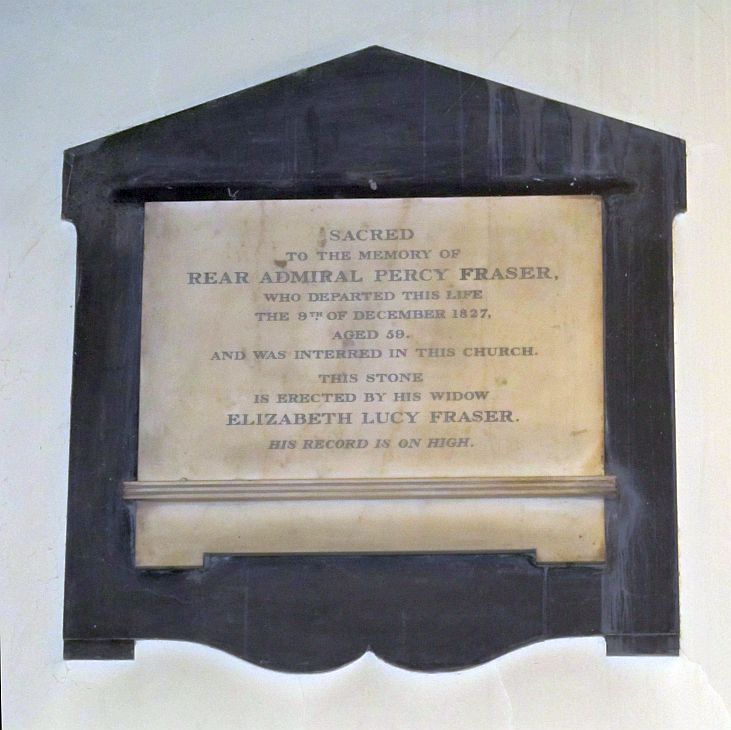 SACRED
TO THE MEMORY OF
REAR ADMIRAL PERCY FRASER,
WHO DEPARTED THIS LIFE
THE 9TH OF DECEMBER 1827,
AGED 59.
AND WAS INTERRED IN THIS CHURCH.
THIS STONE
IS ERECTED BY HIS WIDOW
ELIZABETH LUCY FRASER.
HIS RECORD IS ON HIGH.